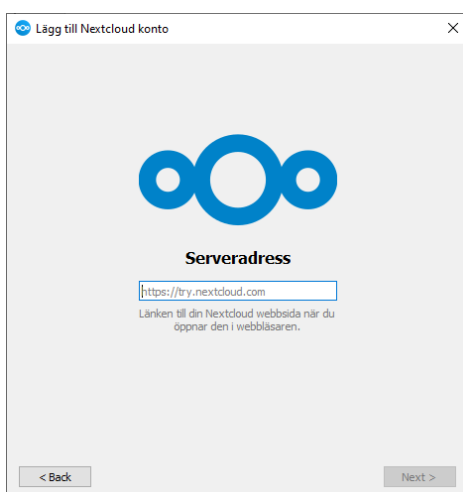 Lägg till Nextcloud konto
Serveradress
https://try.nextcloud.com
Länken till din Nextcloud webbsida när du
öppnar den i webbläsaren.
< Back
Next >